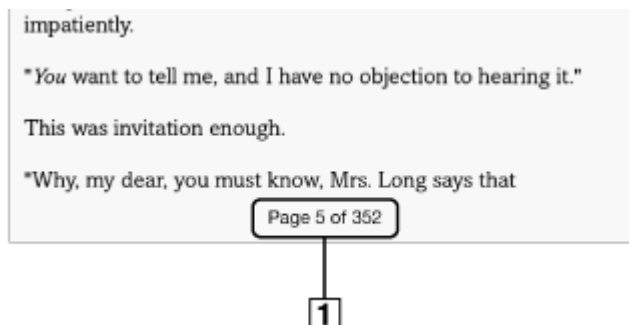 impatiently.
"You want to tell me, and I have no objection to hearing it."
This was invitation enough.
"Why, my dear, you must know, Mrs. Long says that
Page 5 of 352
1